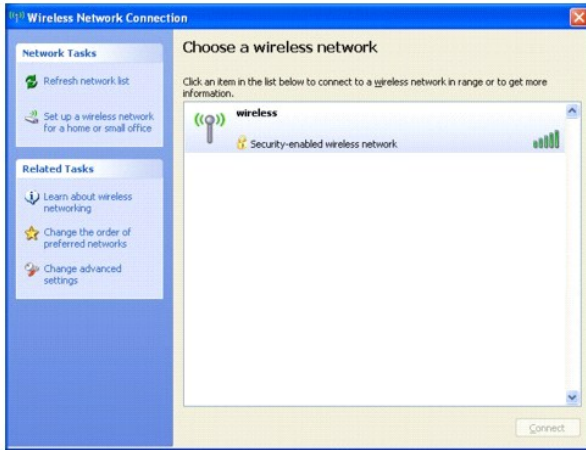 Wireless Network Connection
Network Tasks
Refresh network list
Set up a wireless network
for a home or small office
Related Tasks
Learn about wireless
networking
Change the order of
preferred networks
Change advanced
settings
Choose a wireless network
Click an item in the list below to connect to a wireless network in range or to get more
information.
wireless
Security-enabled wireless network
Connect